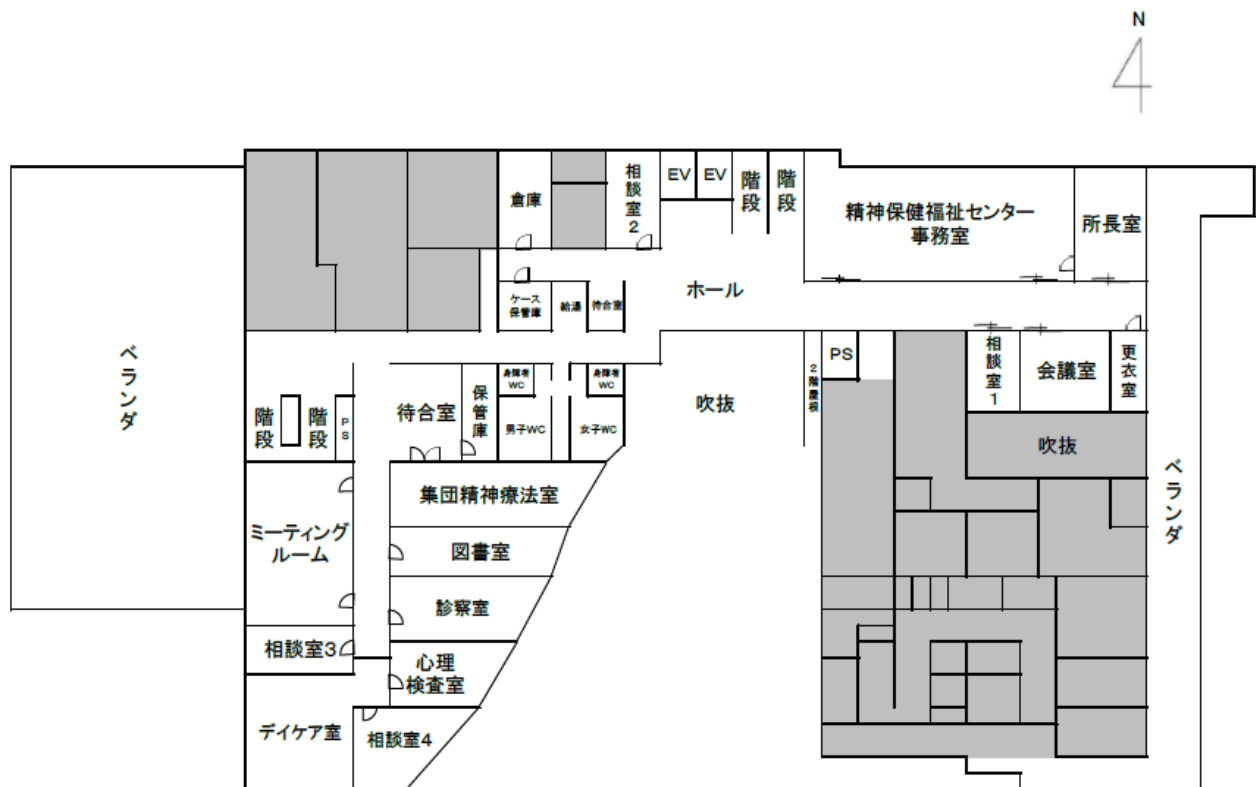 N
倉庫
相談室2
EV
EV
階段
階段
精神保健福祉センター
事務室
所長室
ケース
保管庫
給湯
待合室
ホール
ベランダ
階段
階段
PS
待合室
保管庫
身障者
WC
身障者
WC
男子WC
女子WC
吹抜
2階屋根
PS
相談室1
会議室
更衣室
吹抜
ベランダ
集団精神療法室
ミーティング
ルーム
図書室
診察室
相談室3
心理
検査室
デイケア室
相談室4